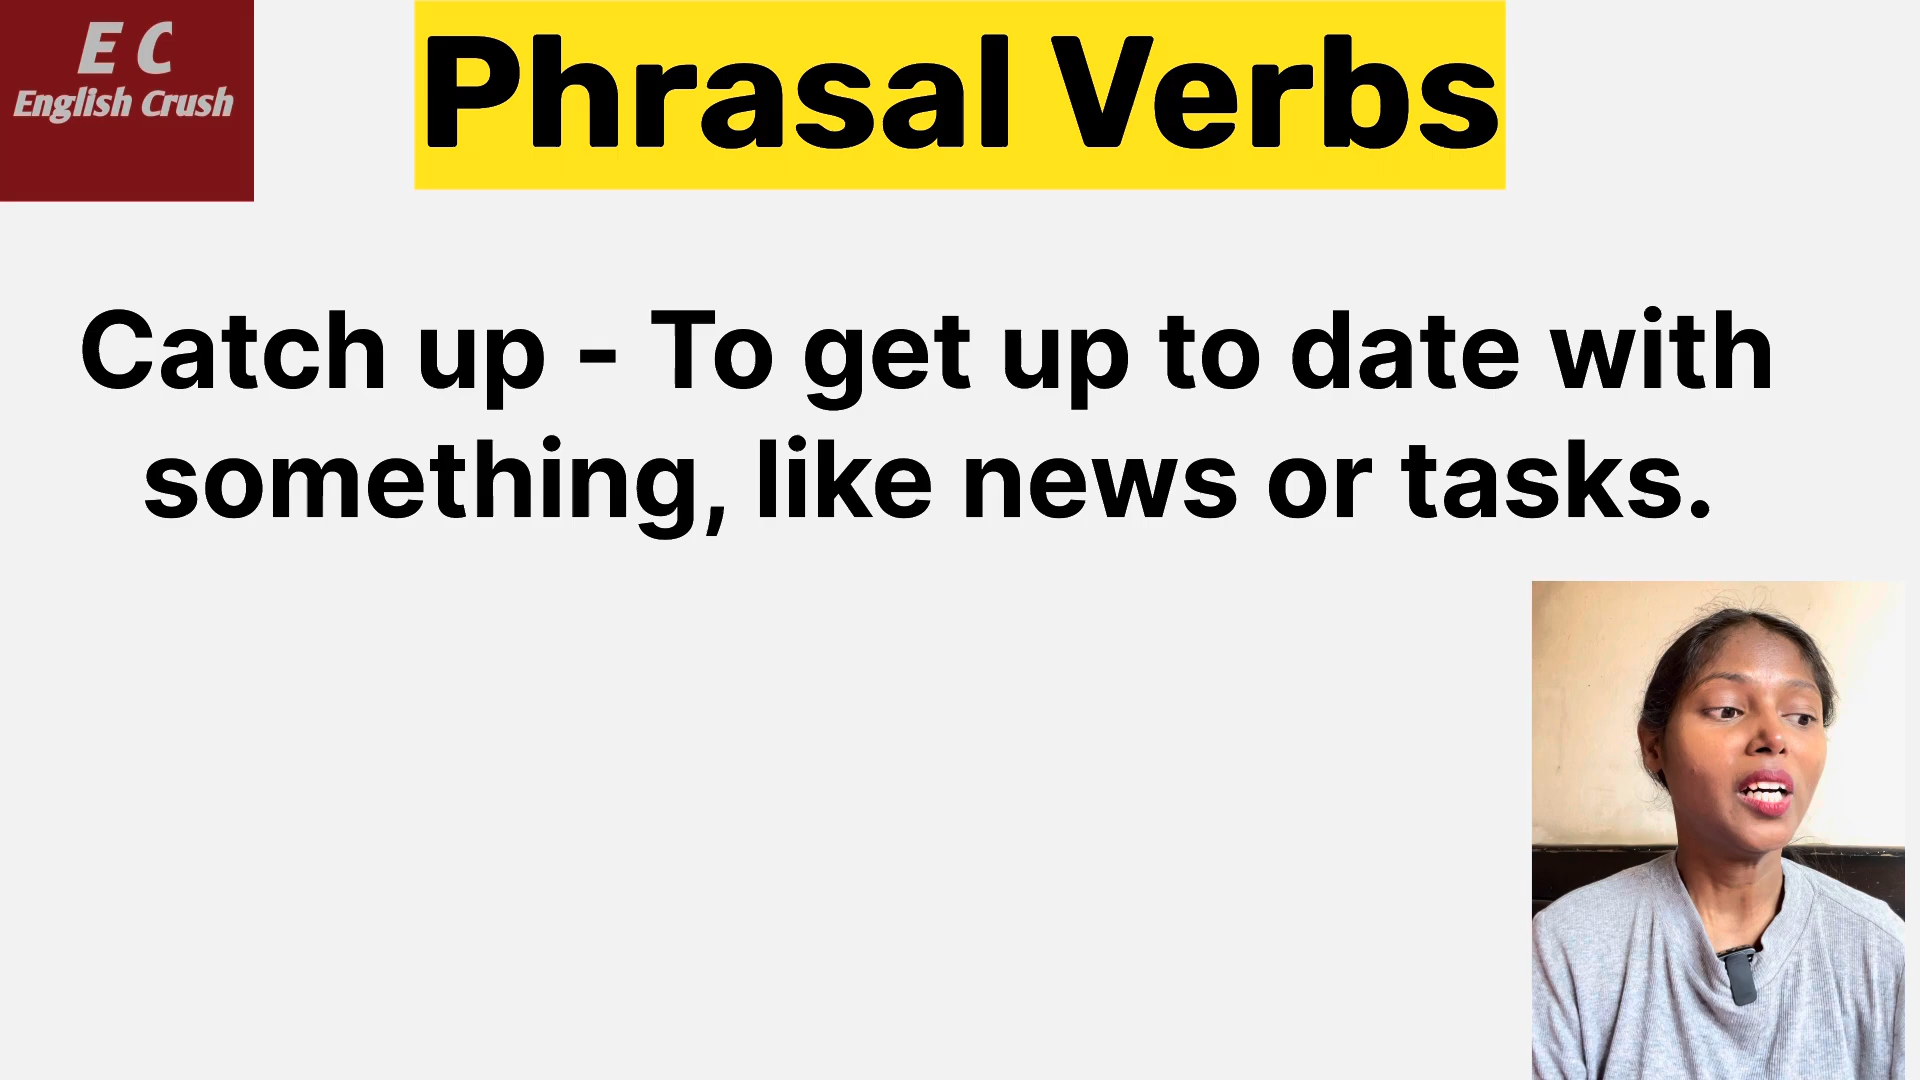 E C
English Crush
Phrasal Verbs
Catch up - To get up to date with
something, like news or tasks.